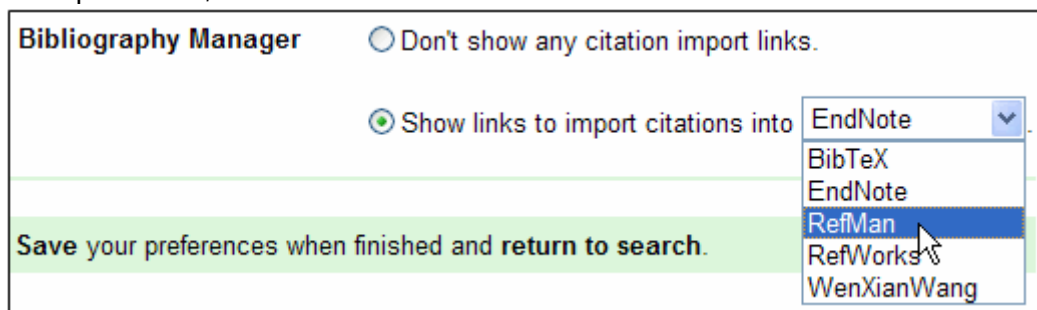 Bibliography Manager Don't show any citation import links.
Show links to import citations into EndNote .
BibTeX
EndNote
RefMan
RefWorks
WenXianWang
Save your preferences when finished and return to search.